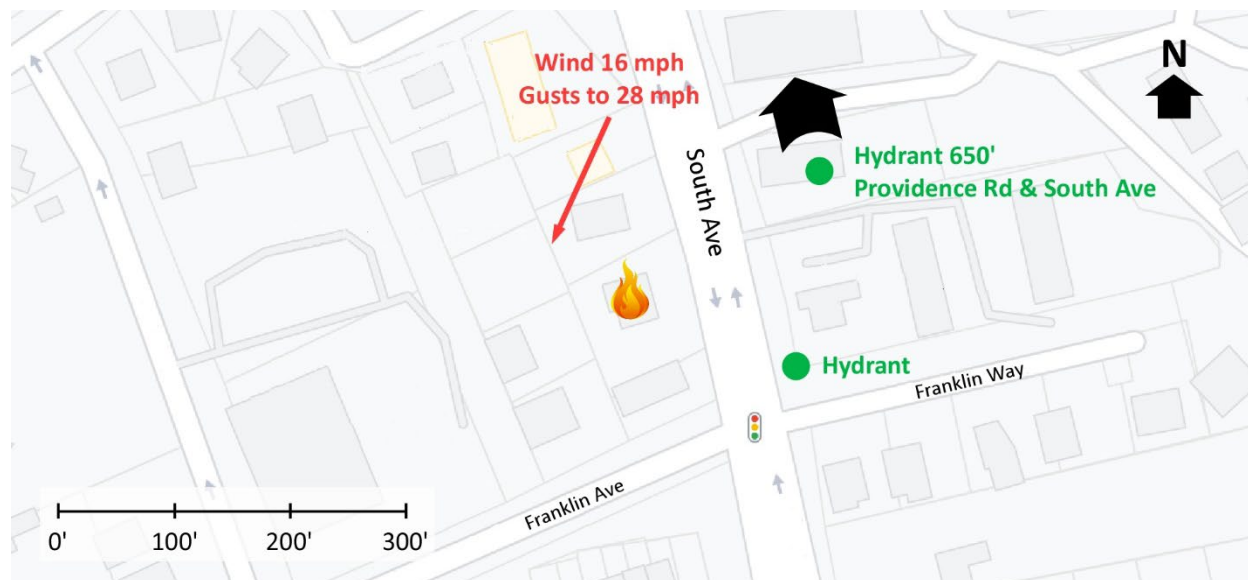 Wind 16 mph
Gusts to 28 mph
N
South Ave
Hydrant 650'
Providence Rd & South Ave
Hydrant
Franklin Way
Franklin Ave
0' 100' 200' 300'